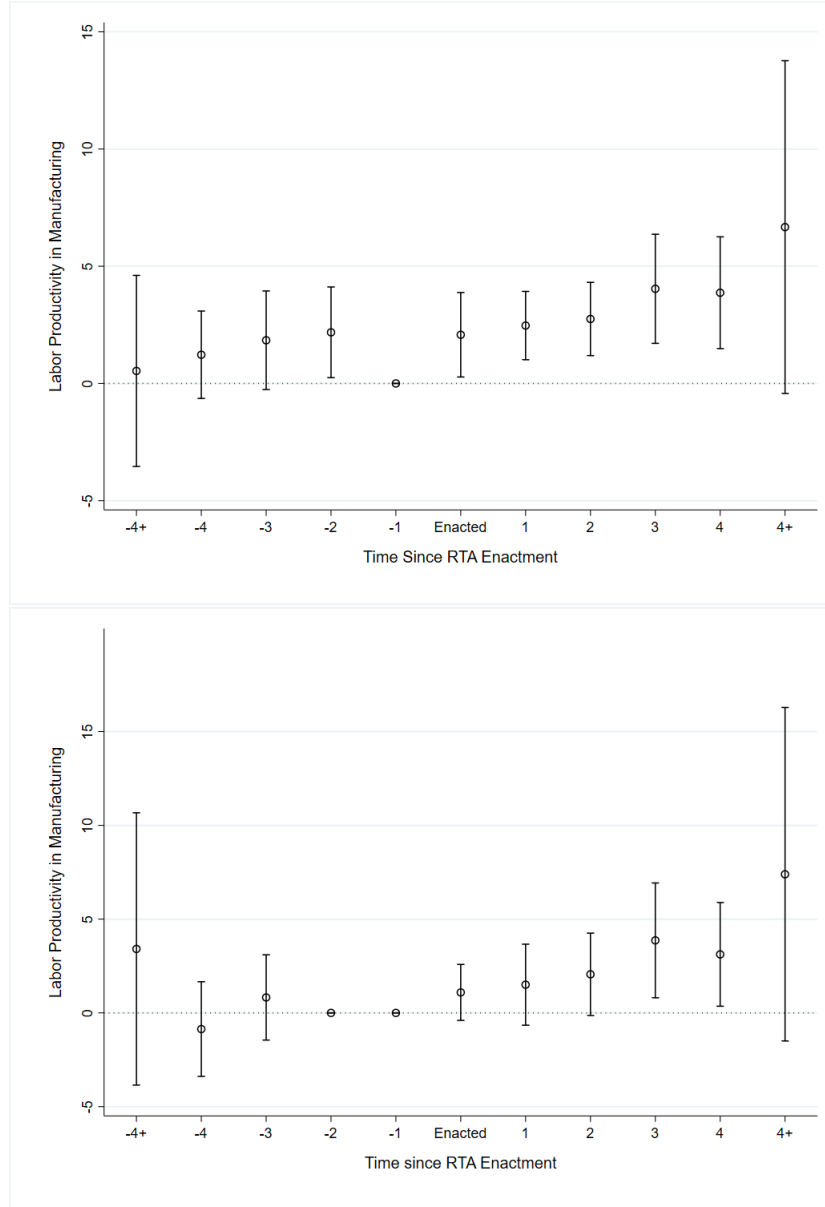 15
10
5
0
-5
Labor Productivity in Manufacturing
-4+ -4 -3 -2 -1 Enacted 1 2 3 4 4+
Time Since RTA Enactment
15
10
5
0
-5
Labor Productivity in Manufacturing
-4+ -4 -3 -2 -1 Enacted 1 2 3 4 4+
Time since RTA Enactment